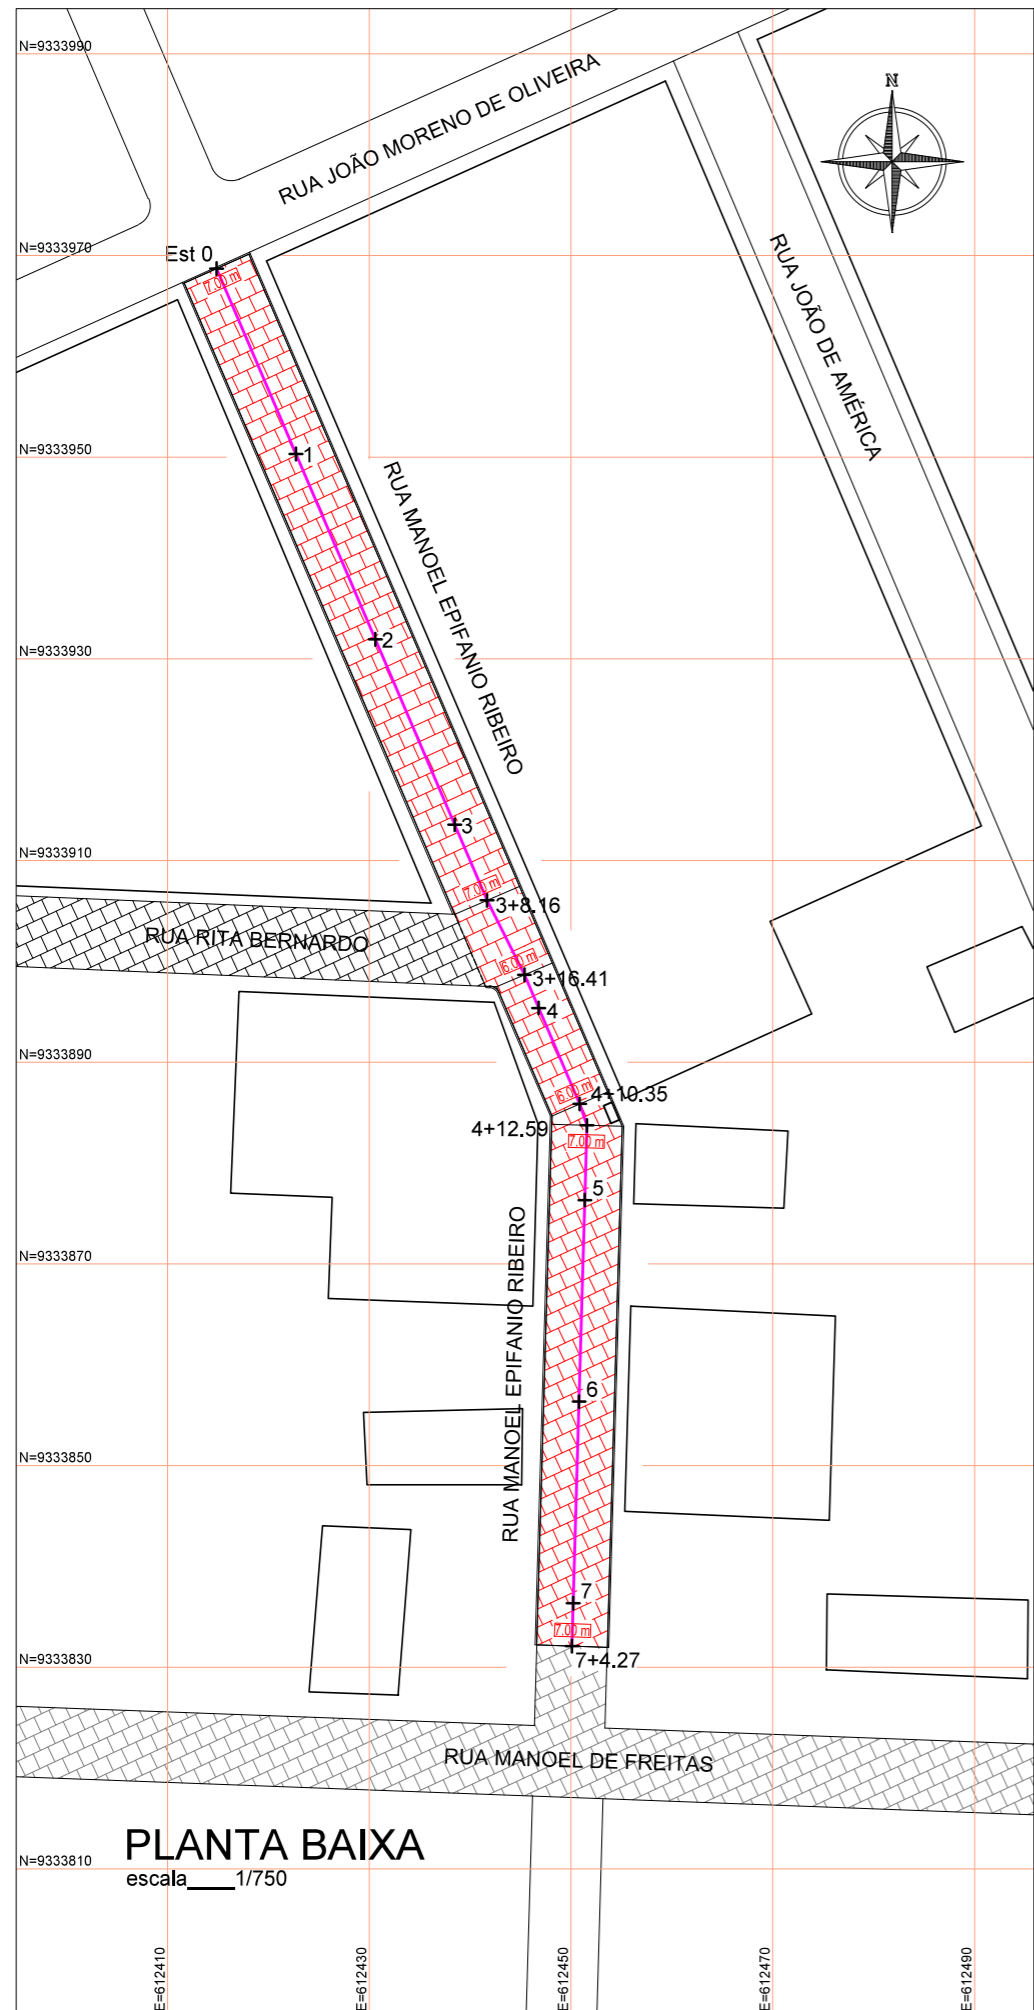 N=9333990
RUA JOÃO MORENO DE OLIVEIRA
N
N=9333970
Est 0
7.00 m
RUA JOÃO DE AMÉRICA
N=9333950
1
RUA MANOEL EPIFANIO RIBEIRO
N=9333930
2
3
N=9333910
7.00 m
3+8.16
RUA RITA BERNARDO
6.00 m
3+16.41
4
N=9333890
6.00 m
4+10.35
4+12.59
7.00 m
5
RUA MANOEL EPIFANIO RIBEIRO
N=9333870
6
N=9333850
7
7.00 m
7+4.27
N=9333830
RUA MANOEL DE FREITAS
PLANTA BAIXA
N=9333810
escala____1/750
E=612410
E=612430
E=612450
E=612470
E=612490